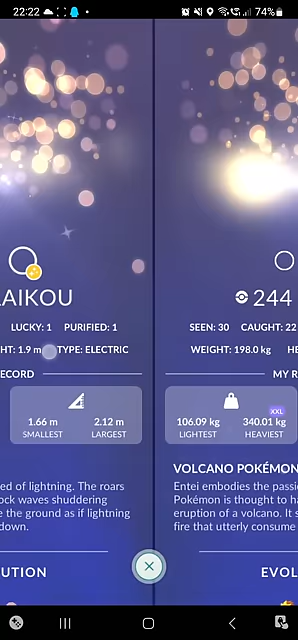 22:22
74%
AIKOU
244
LUCKY: 1 PURIFIED: 1
SEEN: 30 CAUGHT: 22
HT: 1.9 m TYPE: ELECTRIC
WEIGHT: 198.0 kg HE
ECORD
MY R
1.66 m 2.12 m
SMALLEST LARGEST
XXL
106.09 kg 340.01 kg
LIGHTEST HEAVIEST
ed of lightning. The roars
ock waves shuddering
e the ground as if lightning
down.
VOLCANO POKÉMON
Entei embodies the passio
Pokémon is thought to ha
eruption of a volcano. It s
fire that utterly consume
UTION
EVOL